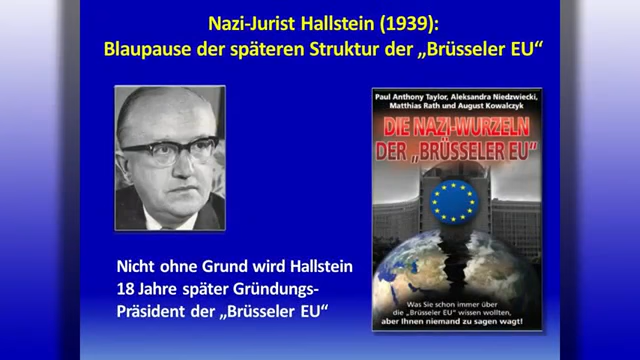 Nazi-Jurist Hallstein (1939):
Blaupause der späteren Struktur der „Brüsseler EU“
Paul Anthony Taylor, Aleksandra Niedzwiecki,
Matthias Rath und August Kowalczyk
DIE NAZI-WURZELN
DER „BRÜSSELER EU“
Nicht ohne Grund wird Hallstein
18 Jahre später Gründungs-
Präsident der „Brüsseler EU“
Was Sie schon immer über
die „Brüsseler EU“ wissen wollten,
aber Ihnen niemand zu sagen wagt!